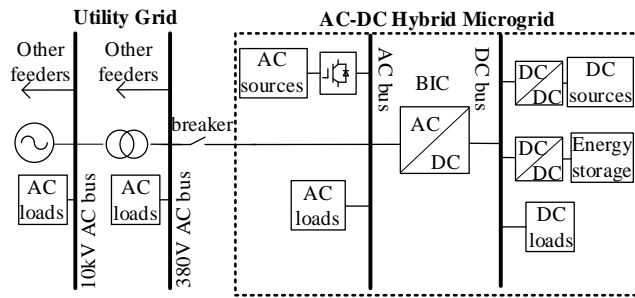 Utility Grid
AC-DC Hybrid Microgrid
Other
feeders
Other
feeders
breaker
AC
loads
10kV AC bus
AC
loads
380V AC bus
AC
sources
AC bus
AC
loads
BIC
AC
DC
DC bus
DC
DC
DC
sources
DC
DC
Energy
storage
DC
loads